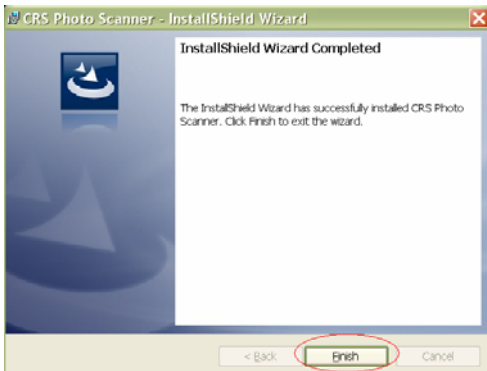 CRS Photo Scanner - InstallShield Wizard
InstallShield Wizard Completed
The InstallShield Wizard has successfully installed CRS Photo
Scanner. Click Finish to exit the wizard.
< Back
Finish
Cancel